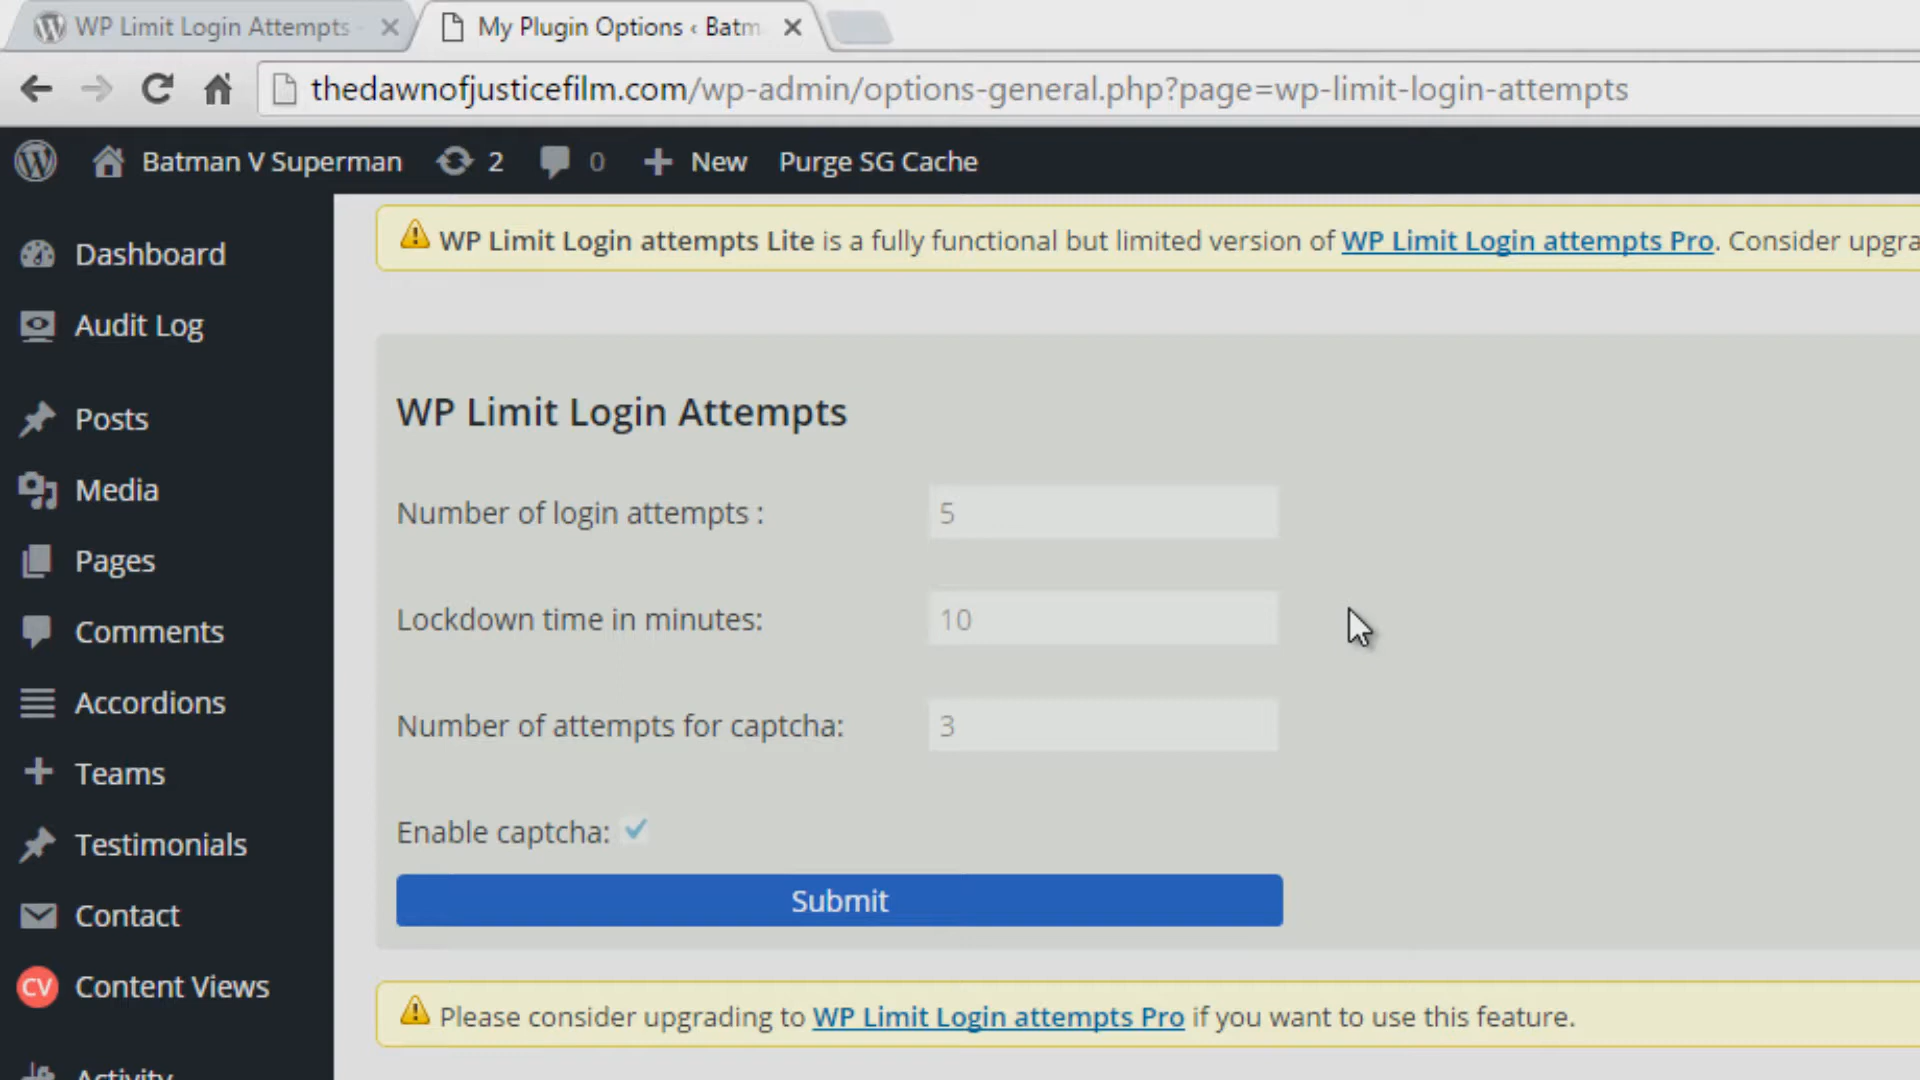 WP Limit Login Attempts
My Plugin Options ‹ Batm
thedawnofjusticefilm.com/wp-admin/options-general.php?page=wp-limit-login-attempts
Batman V Superman 2 0 New Purge SG Cache
Dashboard
Audit Log
Posts
Media
Pages
Comments
Accordions
Teams
Testimonials
Contact
CV Content Views
Activity
WP Limit Login attempts Lite is a fully functional but limited version of WP Limit Login attempts Pro. Consider upgra
WP Limit Login Attempts
Number of login attempts : 5
Lockdown time in minutes: 10
Number of attempts for captcha: 3
Enable captcha:
Submit
Please consider upgrading to WP Limit Login attempts Pro if you want to use this feature.